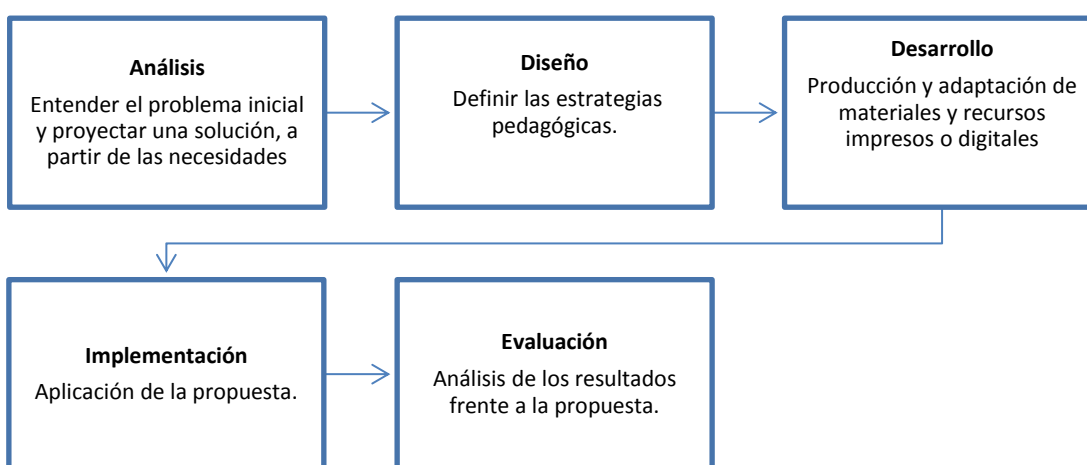 Análisis
Entender el problema inicial
y proyectar una solución, a
partir de las necesidades
Diseño
Definir las estrategias
pedagógicas.
Desarrollo
Producción y adaptación de
materiales y recursos
impresos o digitales
Implementación
Aplicación de la propuesta.
Evaluación
Análisis de los resultados
frente a la propuesta.